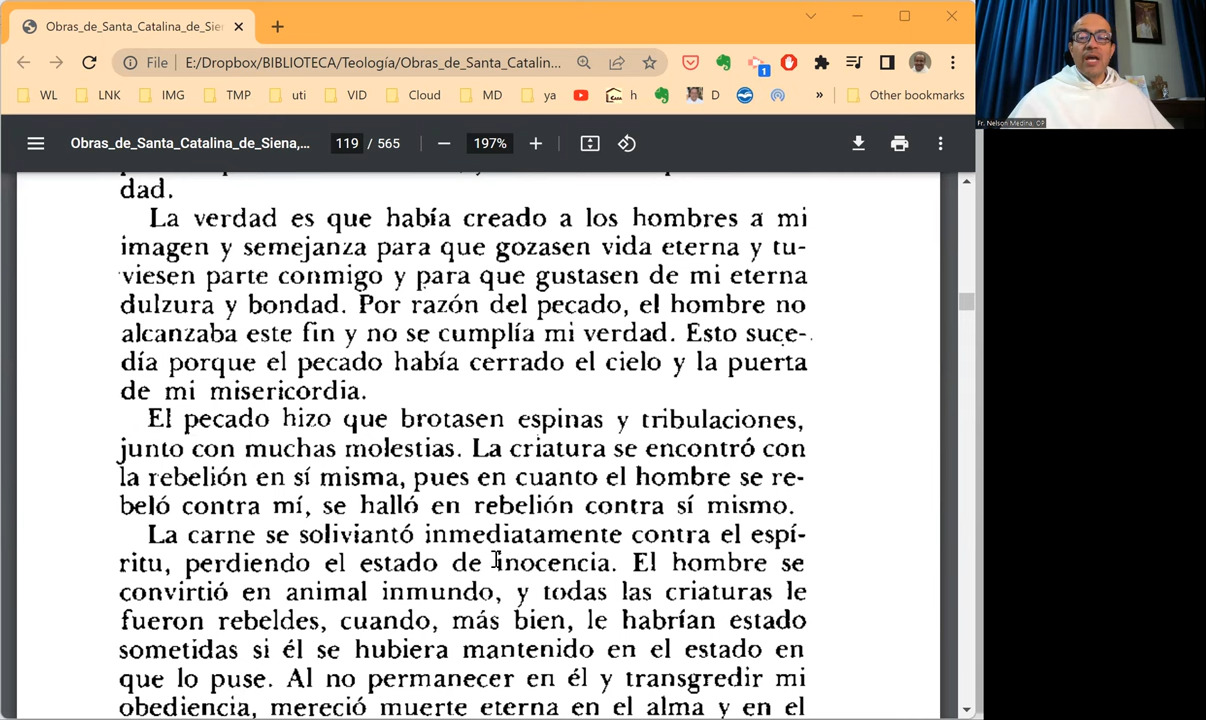 Obras_de_Santa_Catalina_de_Sie
File
E:/Dropbox/BIBLIOTECA/Teología/Obras_de_Santa_Catalin...
1
WL
LNK
IMG
TMP
uti
VID
Cloud
MD
ya
h
D
»
Other bookmarks
Obras_de_Santa_Catalina_de_Siena,...
119 / 565
197%
Fr. Nelson Medina, OP
dad.
La verdad es que había creado a los hombres a mi
imagen y semejanza para que gozasen vida eterna y tu-
viesen parte conmigo y para que gustasen de mi eterna
dulzura y bondad. Por razón del pecado, el hombre no
alcanzaba este fin y no se cumplía mi verdad. Esto suce-
día porque el pecado había cerrado el cielo y la puerta
de mi misericordia.
El pecado hizo que brotasen espinas y tribulaciones,
junto con muchas molestias. La criatura se encontró con
la rebelión en sí misma, pues en cuanto el hombre se re-
beló contra mí, se halló en rebelión contra sí mismo.
La carne se soliviantó inmediatamente contra el espí-
ritu, perdiendo el estado de inocencia. El hombre se
convirtió en animal inmundo, y todas las criaturas le
fueron rebeldes, cuando, más bien, le habrían estado
sometidas si él se hubiera mantenido en el estado en
que lo puse. Al no permanecer en él y transgredir mi
obediencia, mereció muerte eterna en el alma y en el